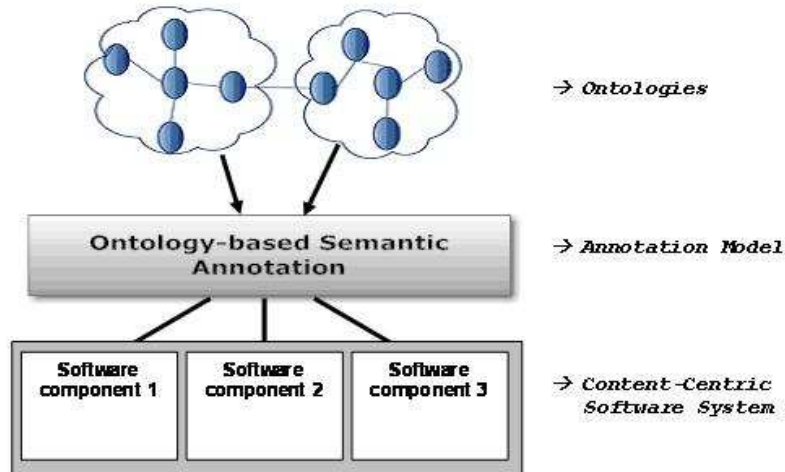 → Ontologies
Ontology-based Semantic
Annotation
→ Annotation Model
Software
component 1
Software
component 2
Software
component 3
→ Content-Centric
Software System